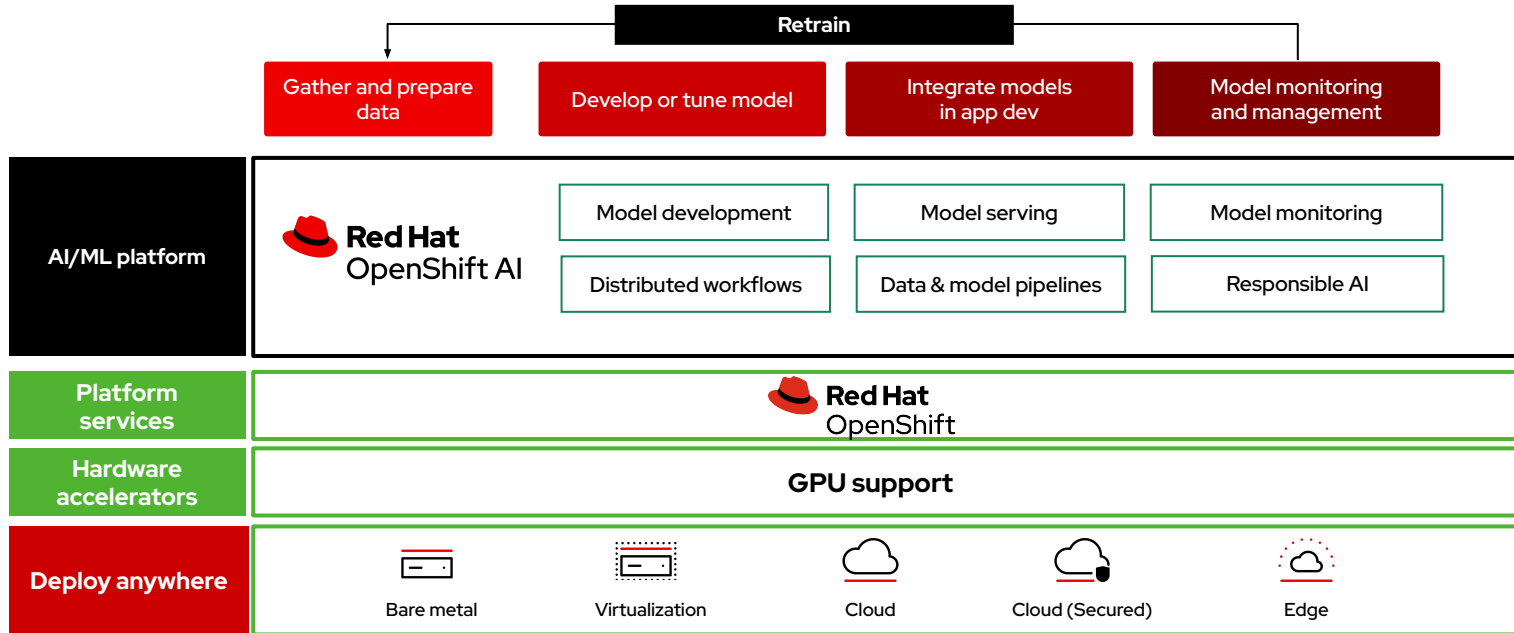 Retrain
Gather and prepare
data
Develop or tune model
Integrate models
in app dev
Model monitoring
and management
AI/ML platform
Red Hat
OpenShift AI
Model development
Model serving
Model monitoring
Distributed workflows
Data & model pipelines
Responsible AI
Platform
services
Red Hat
OpenShift
Hardware
accelerators
GPU support
Deploy anywhere
Bare metal
Virtualization
Cloud
Cloud (Secured)
Edge